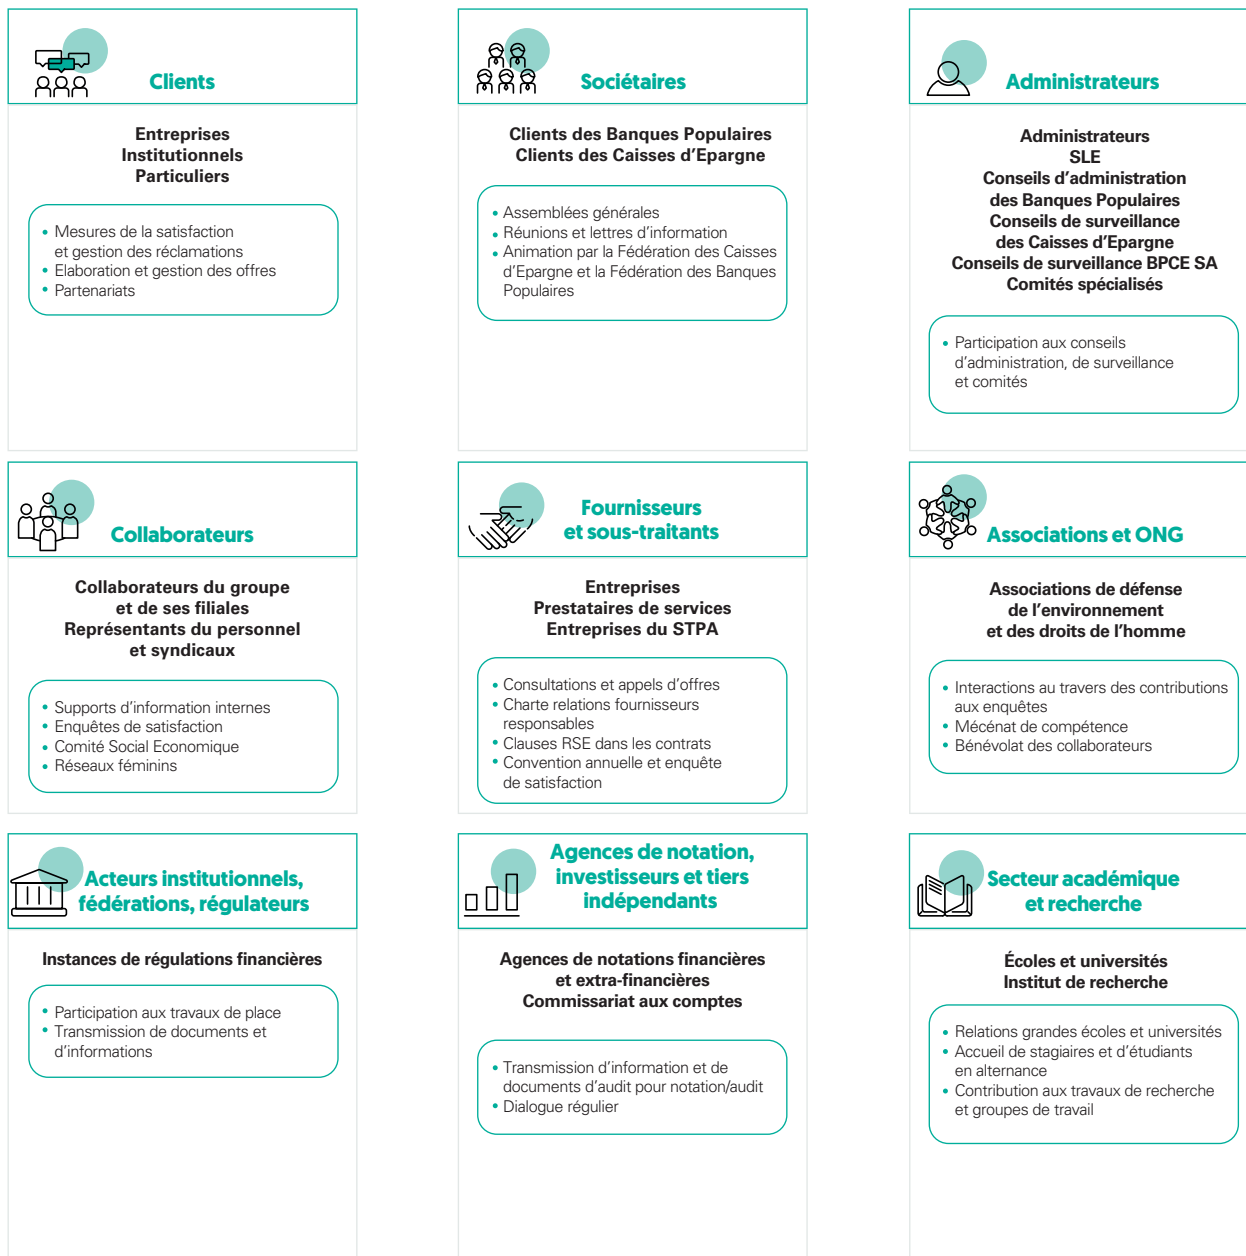 Clients
Entreprises
Institutionnels
Particuliers
• Mesures de la satisfaction
et gestion des réclamations
• Elaboration et gestion des offres
• Partenariats
Sociétaires
Clients des Banques Populaires
Clients des Caisses d'Epargne
• Assemblées générales
• Réunions et lettres d'information
• Animation par la Fédération des Caisses
d'Epargne et la Fédération des Banques
Populaires
Administrateurs
Administrateurs
SLE
Conseils d'administration
des Banques Populaires
Conseils de surveillance
des Caisses d'Epargne
Conseils de surveillance BPCE SA
Comités spécialisés
• Participation aux conseils
d'administration, de surveillance
et comités
Collaborateurs
Collaborateurs du groupe
et de ses filiales
Représentants du personnel
et syndicaux
• Supports d'information internes
• Enquêtes de satisfaction
• Comité Social Economique
• Réseaux féminins
Fournisseurs
et sous-traitants
Entreprises
Prestataires de services
Entreprises du STPA
• Consultations et appels d'offres
• Charte relations fournisseurs
responsables
• Clauses RSE dans les contrats
• Convention annuelle et enquête
de satisfaction
Associations et ONG
Associations de défense
de l'environnement
et des droits de l'homme
• Interactions au travers des contributions
aux enquêtes
• Mécénat de compétence
• Bénévolat des collaborateurs
Acteurs institutionnels,
fédérations, régulateurs
Instances de régulations financières
• Participation aux travaux de place
• Transmission de documents et
d'informations
Agences de notation,
investisseurs et tiers
indépendants
Agences de notations financières
et extra-financières
Commissariat aux comptes
• Transmission d'information et de
documents d'audit pour notation/audit
• Dialogue régulier
Secteur académique
et recherche
Écoles et universités
Institut de recherche
• Relations grandes écoles et universités
• Accueil de stagiaires et d'étudiants
en alternance
• Contribution aux travaux de recherche
et groupes de travail